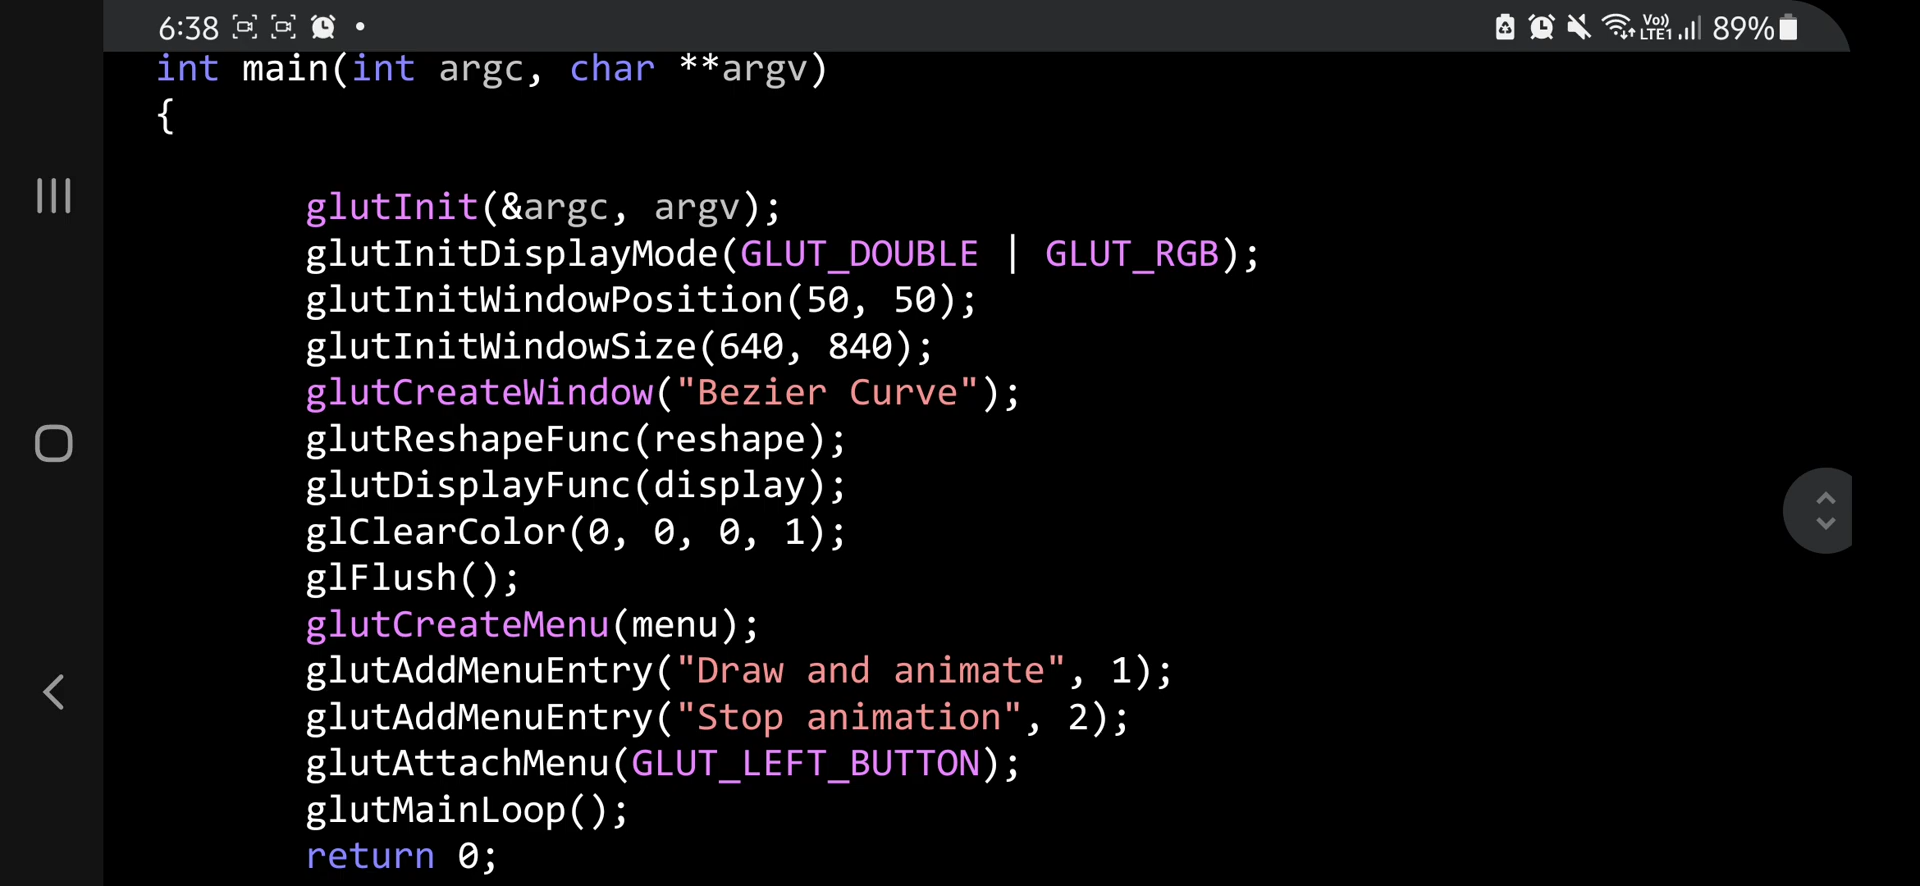 6:38 Vo)) LTE1 89%
int main(int argc, char **argv)
{
glutInit(&argc, argv);
glutInitDisplayMode(GLUT_DOUBLE | GLUT_RGB);
glutInitWindowPosition(50, 50);
glutInitWindowSize(640, 840);
glutCreateWindow("Bezier Curve");
glutReshapeFunc(reshape);
glutDisplayFunc(display);
glClearColor(0, 0, 0, 1);
glFlush();
glutCreateMenu(menu);
glutAddMenuEntry("Draw and animate", 1);
glutAddMenuEntry("Stop animation", 2);
glutAttachMenu(GLUT_LEFT_BUTTON);
glutMainLoop();
return 0;